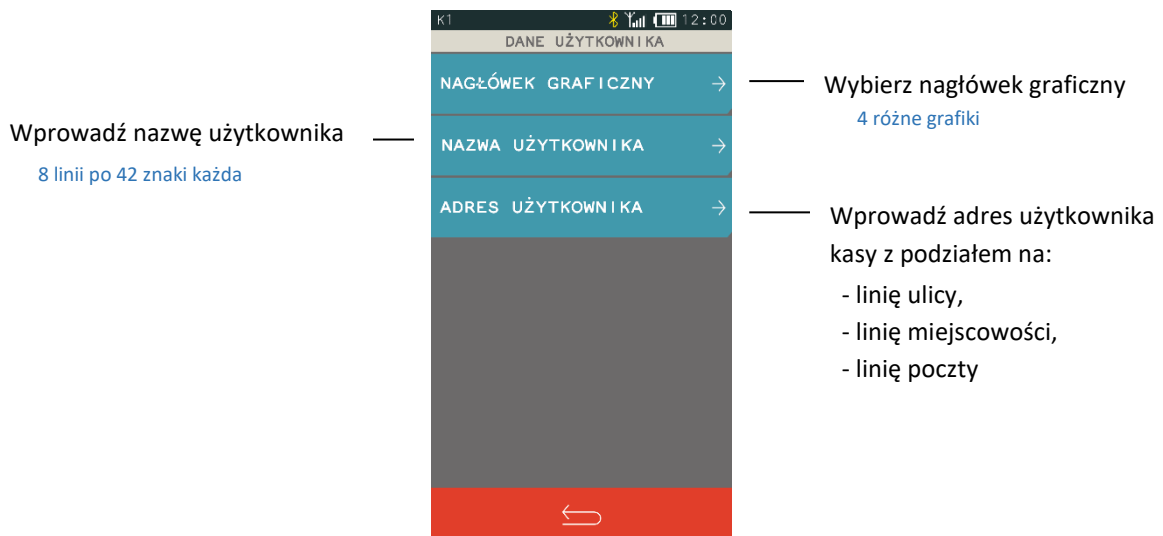 K1 12:00
DANE UŻYTKOWNIKA
NAGŁÓWEK GRAFICZNY
Wybierz nagłówek graficzny
4 różne grafiki
Wprowadź nazwę użytkownika
8 linii po 42 znaki każda
NAZWA UŻYTKOWNIKA
ADRES UŻYTKOWNIKA
Wprowadź adres użytkownika
kasy z podziałem na:
- linię ulicy,
- linię miejscowości,
- linię poczty